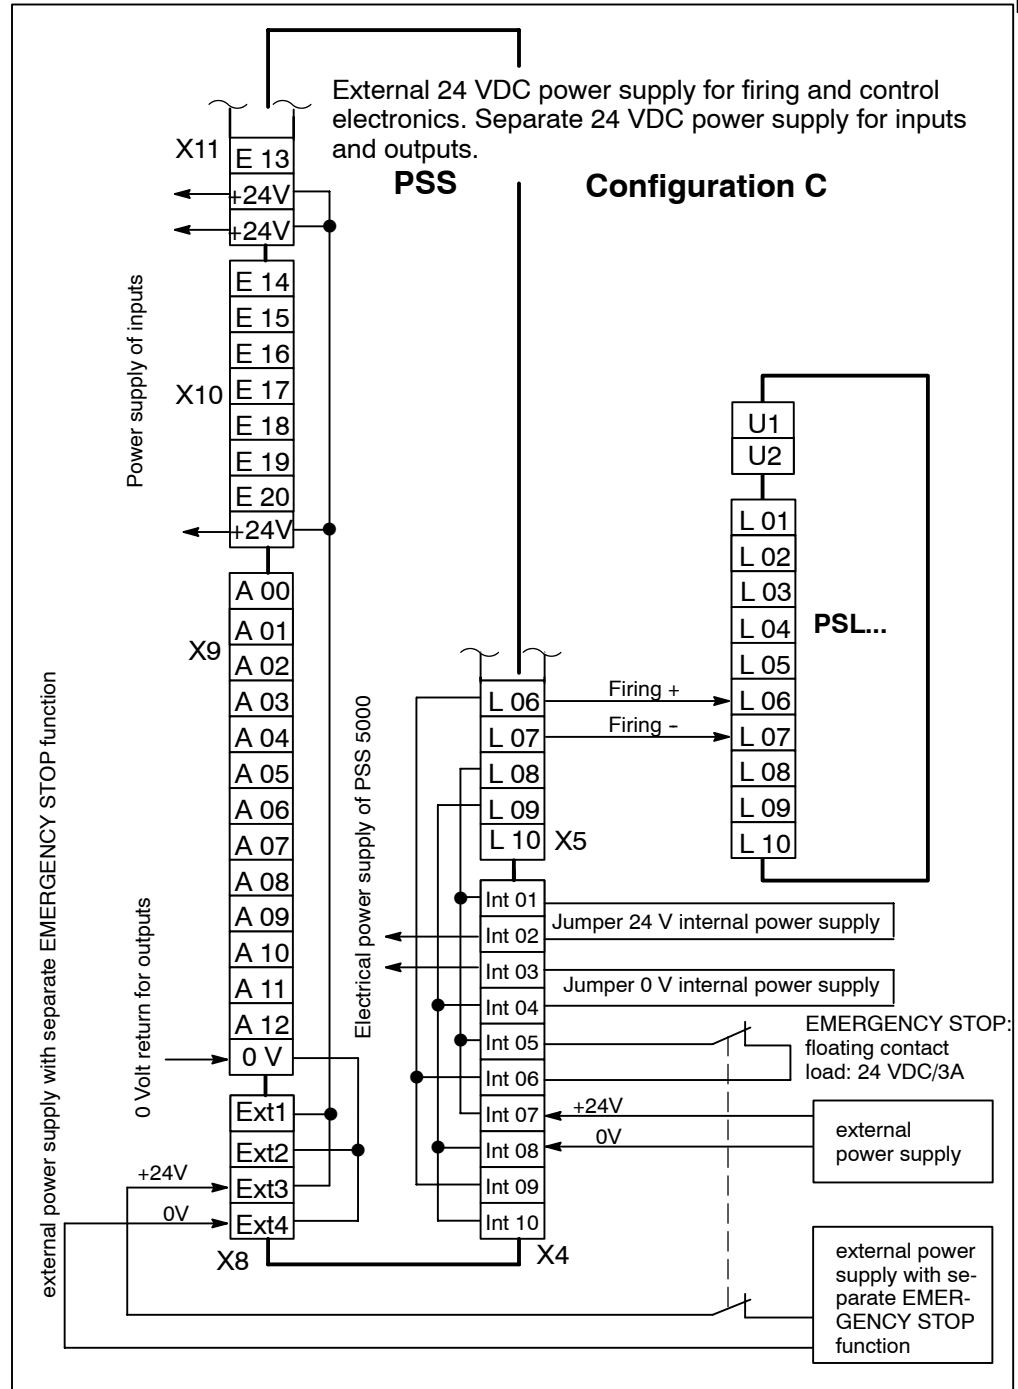 External 24 VDC power supply for firing and control
electronics. Separate 24 VDC power supply for inputs
and outputs.
PSS
Configuration C
X11
E 13
+24V
+24V
Power supply of inputs
X10
E 14
E 15
E 16
E 17
E 18
E 19
E 20
+24V
X9
A 00
A 01
A 02
A 03
A 04
A 05
A 06
A 07
A 08
A 09
A 10
A 11
A 12
0 V
0 Volt return for outputs
external power supply with separate EMERGENCY STOP function
Ext1
Ext2
Ext3
Ext4
+24V
0V
X8
Electrical power supply of PSS 5000
L 06
L 07
L 08
L 09
L 10
X5
Firing +
Firing -
U1
U2
L 01
L 02
L 03
L 04
L 05
L 06
L 07
L 08
L 09
L 10
PSL...
Int 01
Int 02
Int 03
Int 04
Int 05
Int 06
Int 07
Int 08
Int 09
Int 10
X4
Jumper 24 V internal power supply
Jumper 0 V internal power supply
EMERGENCY STOP:
floating contact
load: 24 VDC/3A
+24V
0V
external
power supply
external power
supply with se-
parate EMER-
GENCY STOP
function